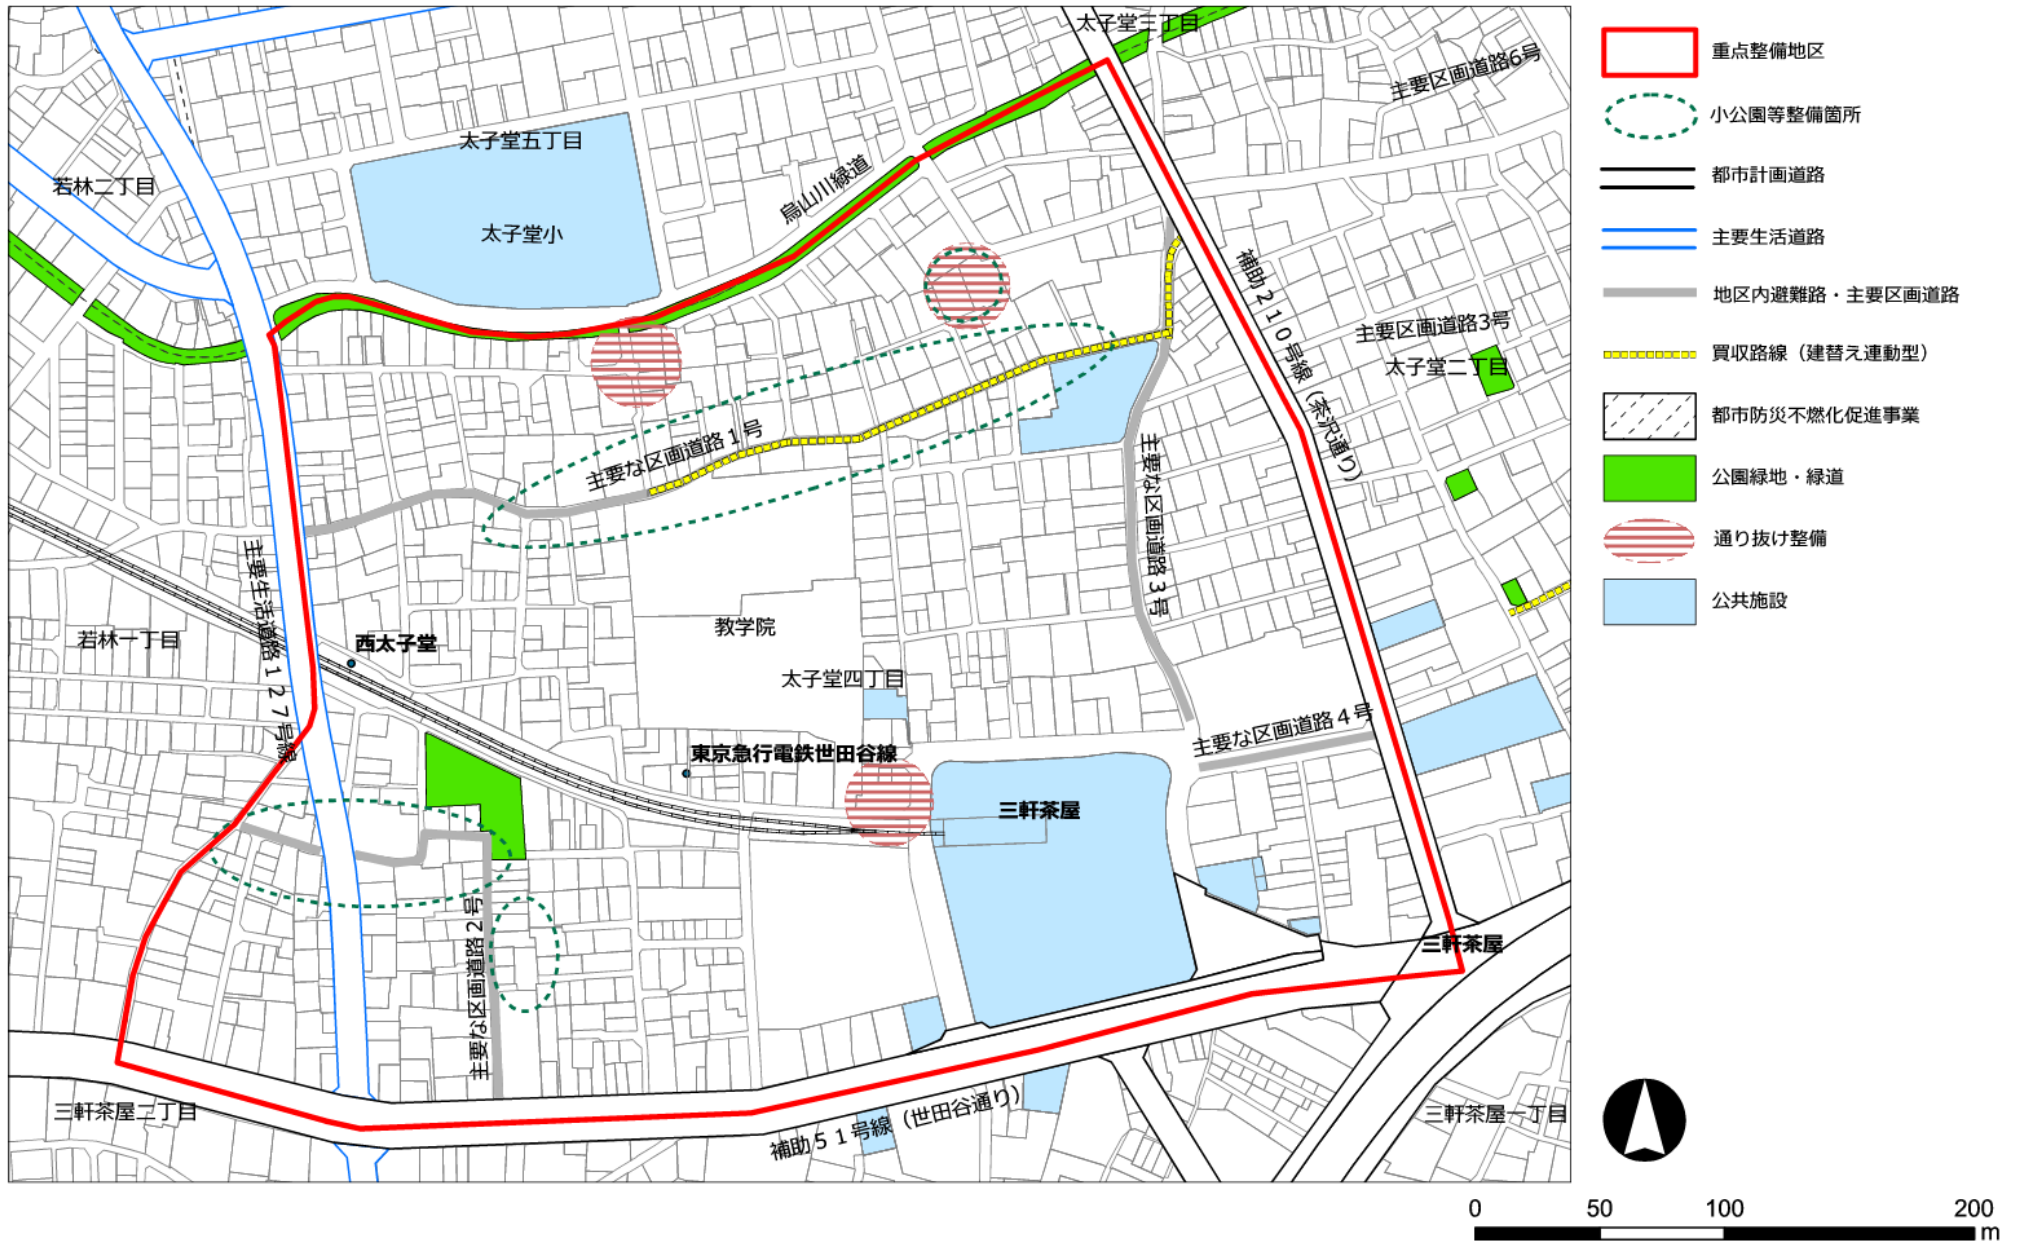 太子堂三丁目
主要区画道路6号
太子堂五丁目
烏山川緑道
若林二丁目
太子堂小
補助210号線（茶沢通り）
主要区画道路3号
太子堂二丁目
主要な区画道路１号
主要な区画道路３号
主要生活道路１２７号線
教学院
若林一丁目
西太子堂
太子堂四丁目
主要な区画道路４号
東京急行電鉄世田谷線
三軒茶屋
主要な区画道路２号
三軒茶屋
三軒茶屋二丁目
補助５１号線（世田谷通り）
三軒茶屋一丁目
重点整備地区
小公園等整備箇所
都市計画道路
主要生活道路
地区内避難路・主要区画道路
買収路線（建替え連動型）
都市防災不燃化促進事業
公園緑地・緑道
通り抜け整備
公共施設
0 50 100 200
m